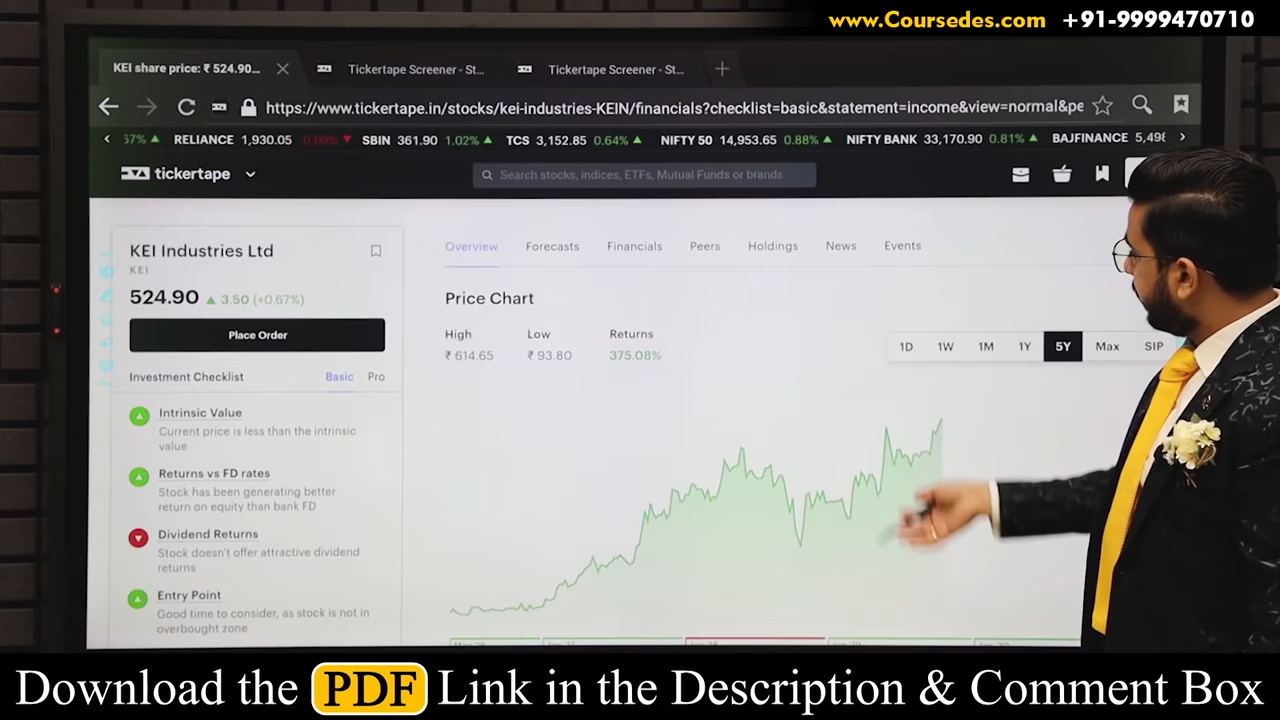 www.Coursedes.com +91-9999470710
KEI share price: ₹ 524.90...
Tickertape Screener - St...
Tickertape Screener - St...
https://www.tickertape.in/stocks/kei-industries-KEIN/financials?checklist=basic&statement=income&view=normal&pe
57% RELIANCE 1,930.05 0.09% SBIN 361.90 1.02% TCS 3,152.85 0.64% NIFTY 50 14,953.65 0.88% NIFTY BANK 33,170.90 0.81% BAJFINANCE 5,498
tickertape
Search stocks, indices, ETFs, Mutual Funds or brands
KEI Industries Ltd
KEI
524.90 3.50 (+0.67%)
Place Order
Investment Checklist Basic Pro
Intrinsic Value
Current price is less than the intrinsic
value
Returns vs FD rates
Stock has been generating better
return on equity than bank FD
Dividend Returns
Stock doesn't offer attractive dividend
returns
Entry Point
Good time to consider, as stock is not in
overbought zone
Overview Forecasts Financials Peers Holdings News Events
Price Chart
High Low Returns
₹ 614.65 ₹ 93.80 375.08%
1D 1W 1M 1Y 5Y Max SIP
Download the PDF Link in the Description & Comment Box